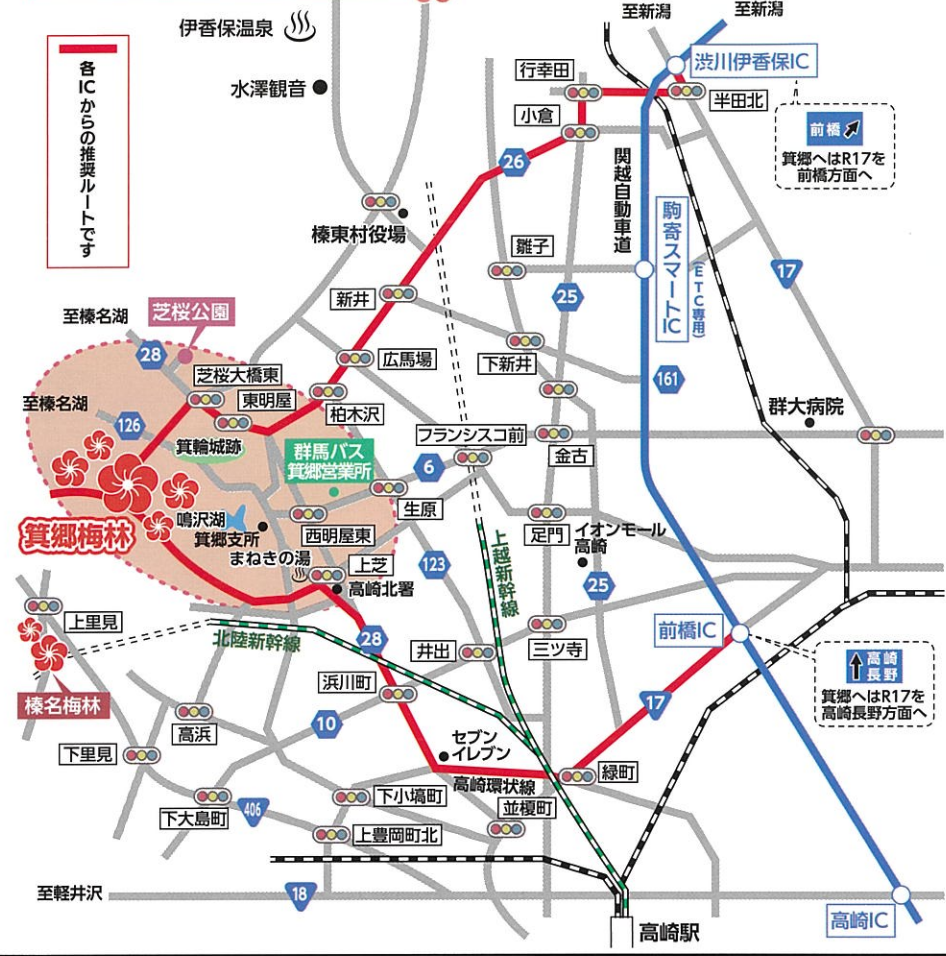 至新潟
至新潟
伊香保温泉
水澤観音
各ICからの推奨ルートです
渋川伊香保IC
行幸田
半田北
小倉
前橋
箕郷へはR17を
前橋方面へ
26
関越自動車道
駒寄スマートIC
(ETC専用)
榛東村役場
雛子
17
新井
25
至榛名湖
芝桜公園
28
広馬場
下新井
161
芝桜大橋東
東明屋
柏木沢
至榛名湖
126
箕輪城跡
群馬バス
箕郷営業所
フランシスコ前
金古
群大病院
6
生原
箕郷梅林
鳴沢湖
箕郷支所
西明屋東
足門
イオンモール
高崎
まねきの湯
上芝
高崎北署
123
上越新幹線
25
上里見
北陸新幹線
28
井出
三ツ寺
前橋IC
高崎
長野
箕郷へはR17を
高崎長野方面へ
榛名梅林
浜川町
17
高浜
10
セブン
イレブン
下里見
高崎環状線
緑町
下大島町
406
下小塙町
並榎町
上豊岡町北
至軽井沢
18
高崎駅
高崎IC